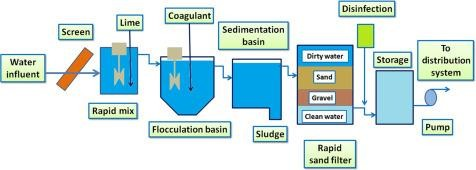 Screen
Lime
Coagulant
Sedimentation
basin
Disinfection
To
distribution
system
Storage
Water
influent
Dirty water
Sand
Gravel
Clean water
Rapid mix
Flocculation basin
Sludge
Rapid
sand filter
Pump